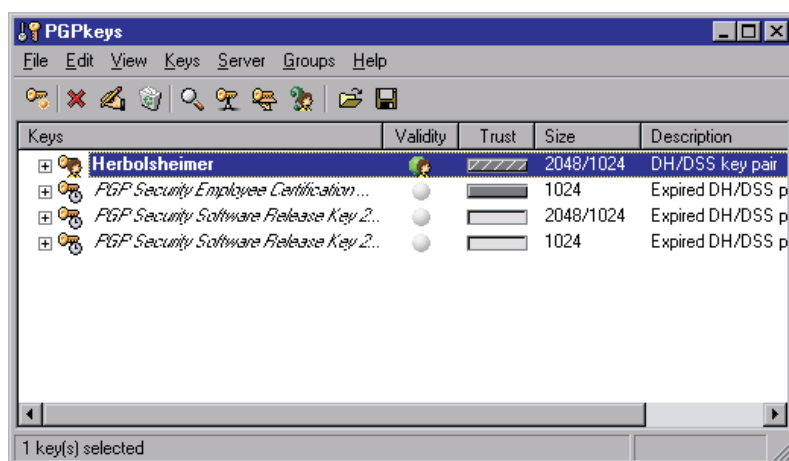 PGPkeys
File Edit View Keys Server Groups Help
Keys Validity Trust Size Description
Herbolsheimer 2048/1024 DH/DSS key pair
PGP Security Employee Certification... 1024 Expired DH/DSS p
PGP Security Software Release Key 2... 2048/1024 Expired DH/DSS p
PGP Security Software Release Key 2... 1024 Expired DH/DSS p
1 key(s) selected